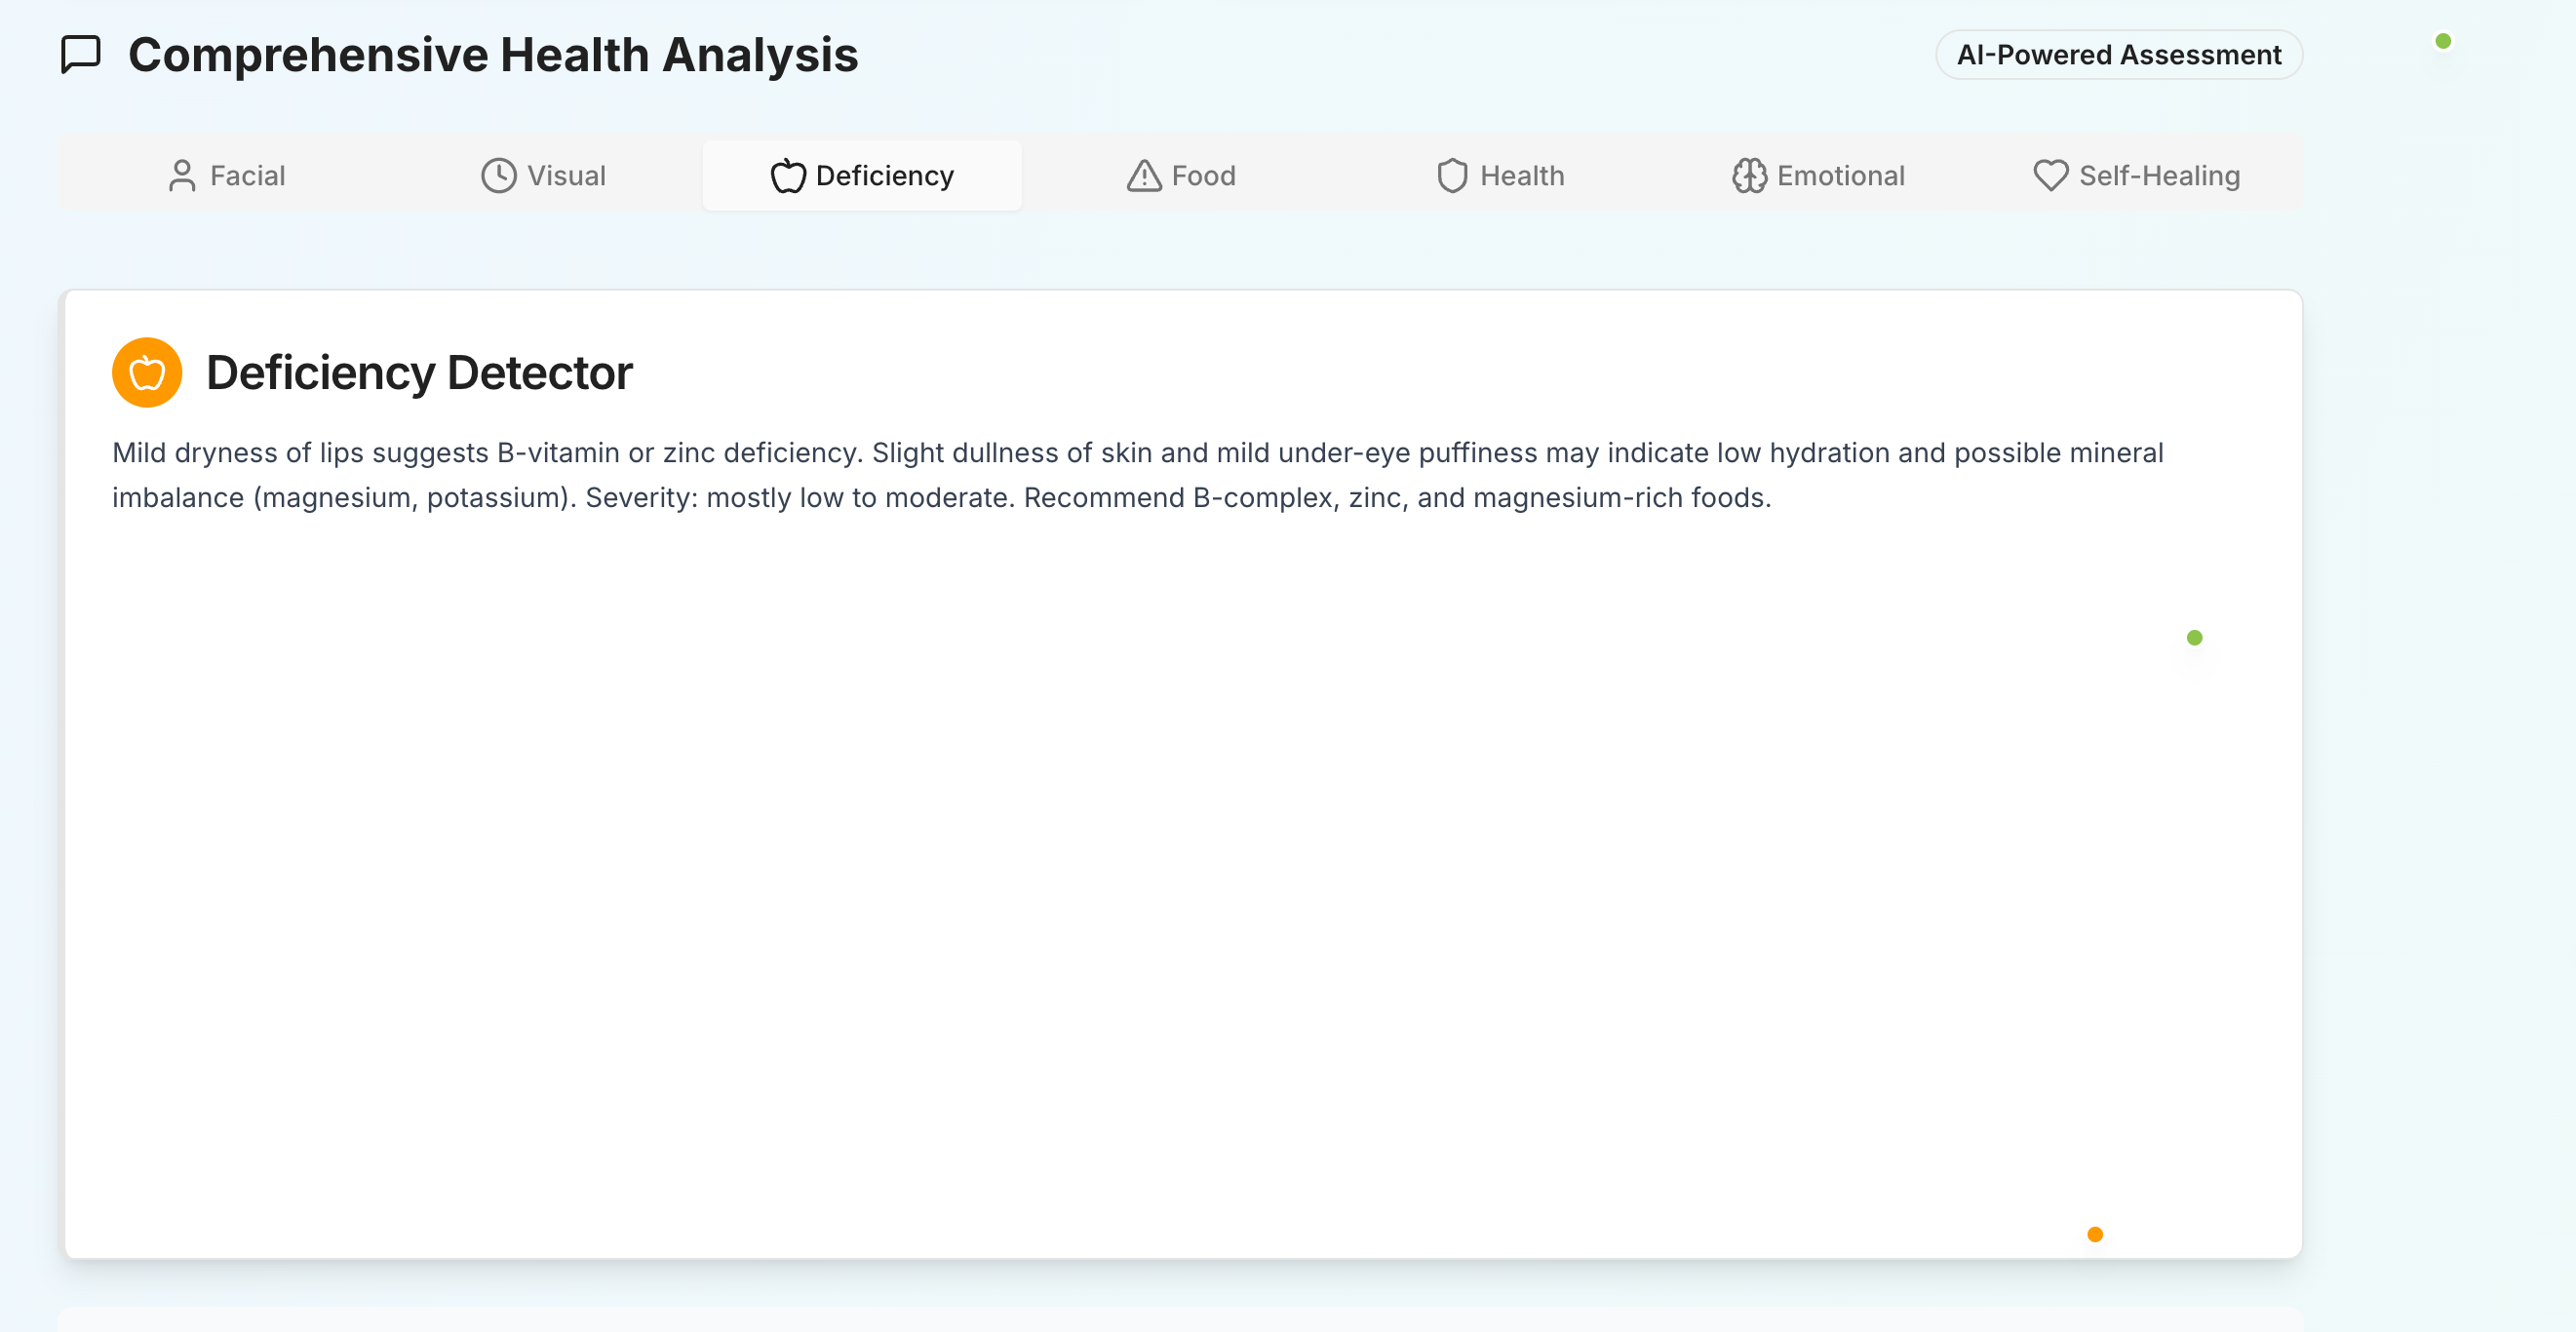 Comprehensive Health Analysis
AI-Powered Assessment
Facial
Visual
Deficiency
Food
Health
Emotional
Self-Healing
Deficiency Detector
Mild dryness of lips suggests B-vitamin or zinc deficiency. Slight dullness of skin and mild under-eye puffiness may indicate low hydration and possible mineral
imbalance (magnesium, potassium). Severity: mostly low to moderate. Recommend B-complex, zinc, and magnesium-rich foods.